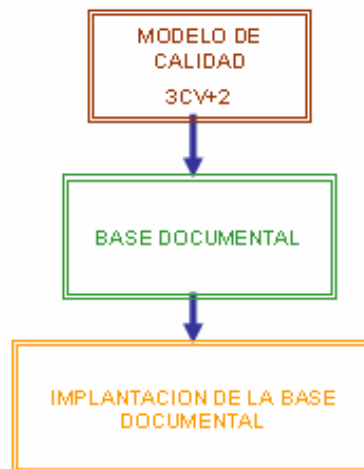 MODELO DE
CALIDAD
3CV+2
BASE DOCUMENTAL
IMPLANTACION DE LA BASE
DOCUMENTAL